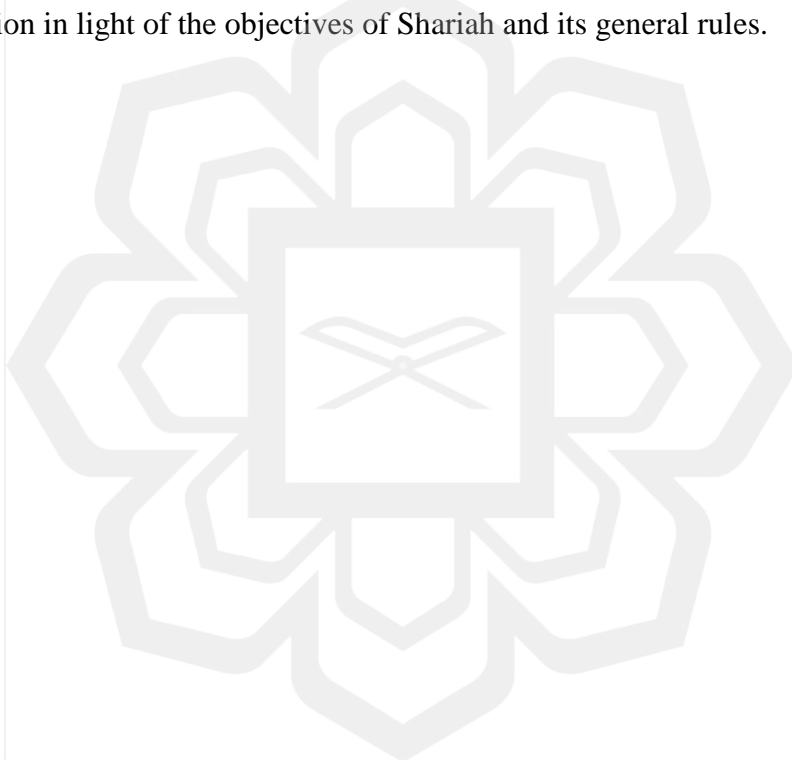 ion in light of the objectives of Shariah and its general rules.